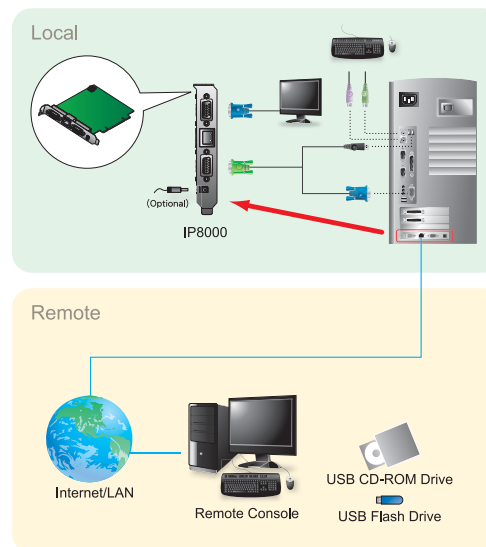 Local
(Optional)
IP8000
Remote
Internet/LAN
Remote Console
USB CD-ROM Drive
USB Flash Drive